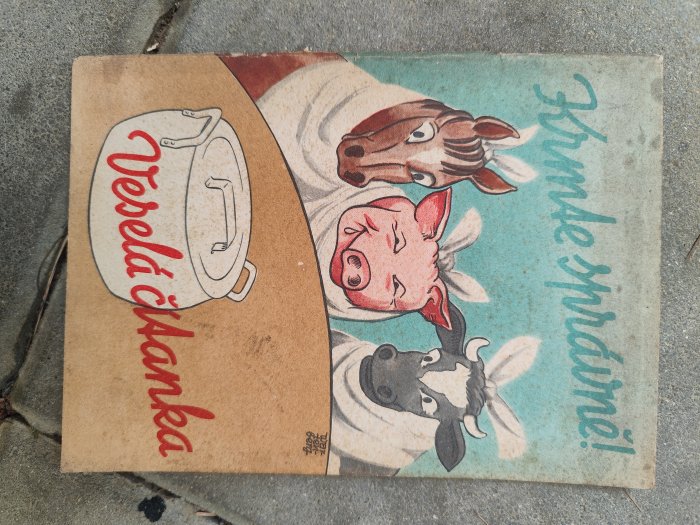 Krmte správně!
Veselá čítanka